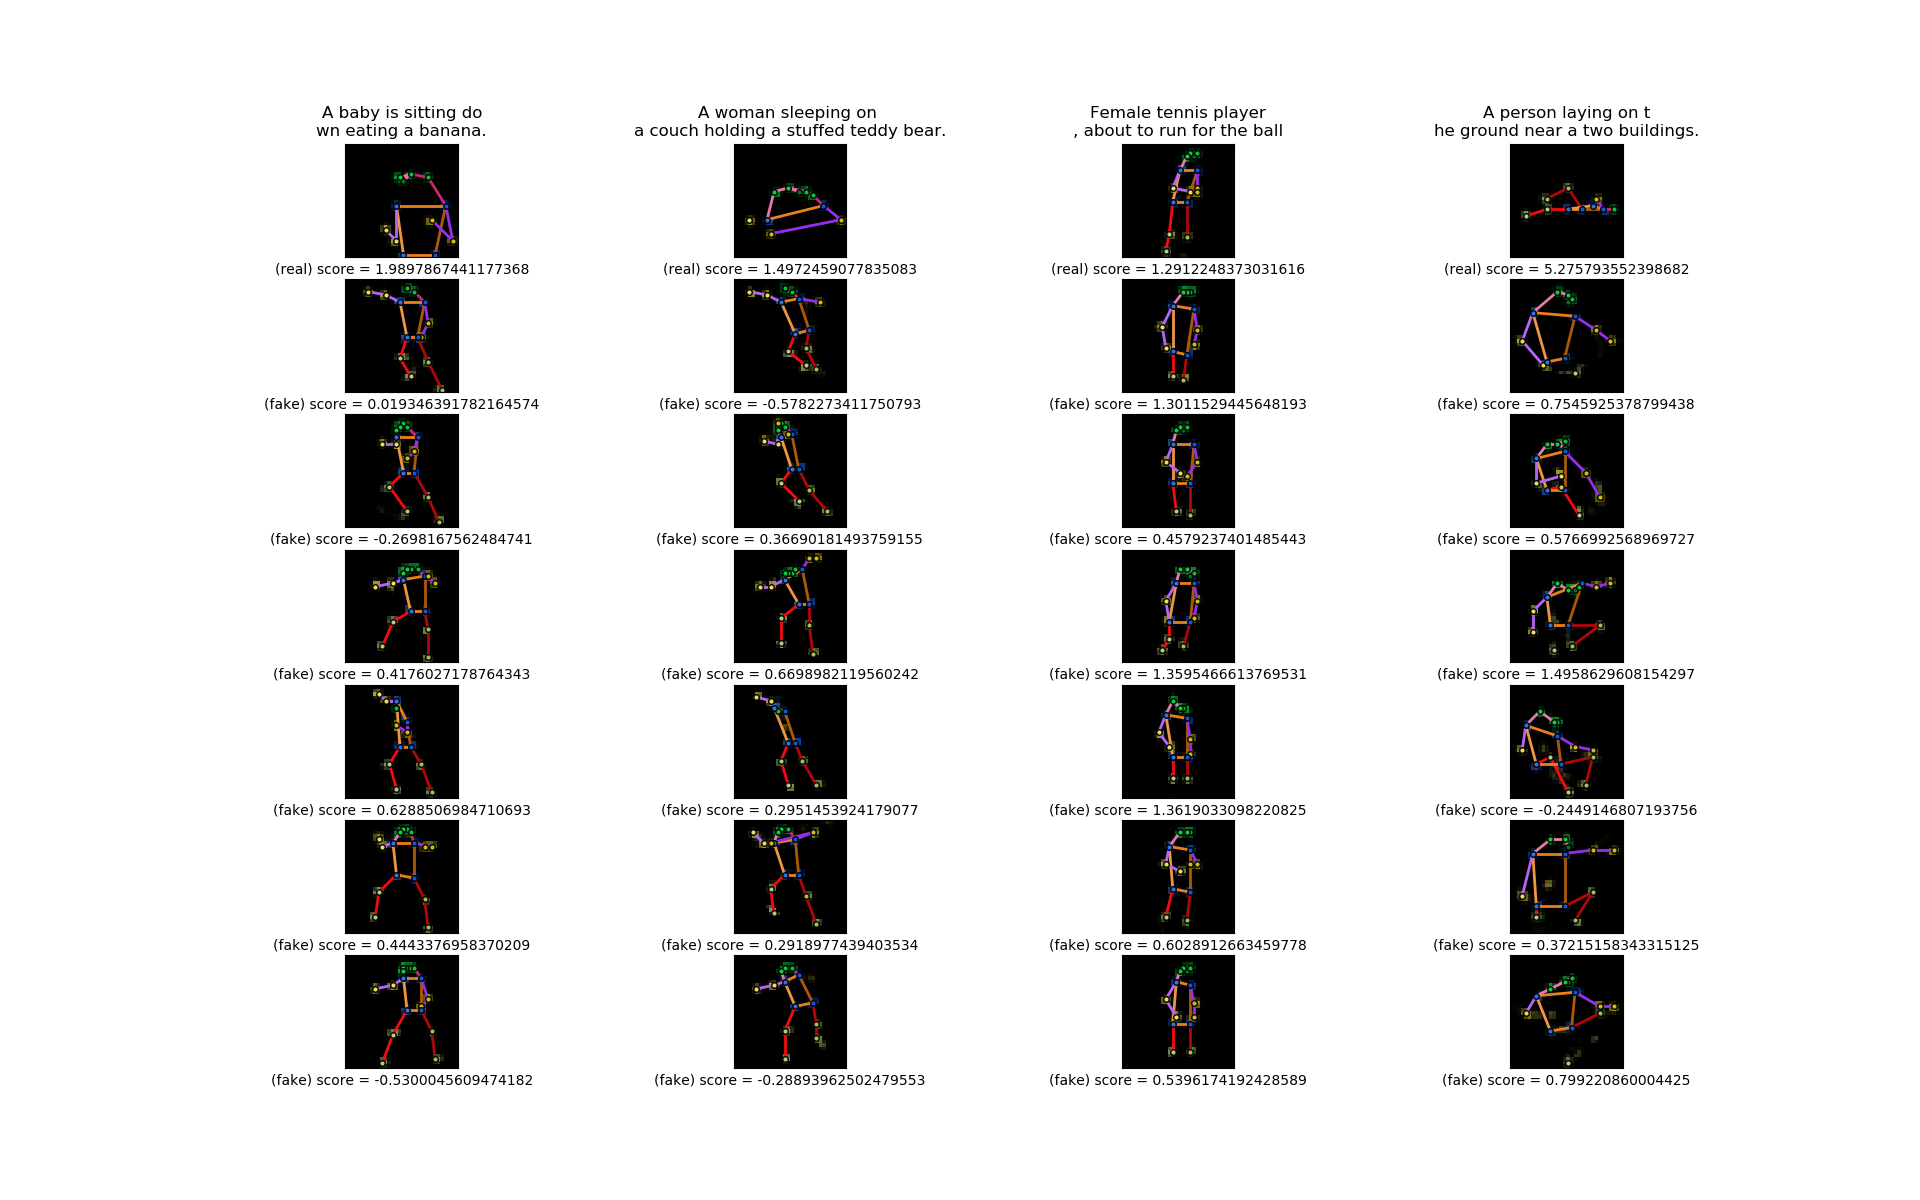 A baby is sitting do
wn eating a banana.
A woman sleeping on
a couch holding a stuffed teddy bear.
Female tennis player
, about to run for the ball
A person laying on t
he ground near a two buildings.
(real) score = 1.9897867441177368
(real) score = 1.4972459077835083
(real) score = 1.2912248373031616
(real) score = 5.275793552398682
(fake) score = 0.019346391782164574
(fake) score = -0.5782273411750793
(fake) score = 1.3011529445648193
(fake) score = 0.7545925378799438
(fake) score = -0.2698167562484741
(fake) score = 0.36690181493759155
(fake) score = 0.4579237401485443
(fake) score = 0.5766992568969727
(fake) score = 0.4176027178764343
(fake) score = 0.6698982119560242
(fake) score = 1.3595466613769531
(fake) score = 1.4958629608154297
(fake) score = 0.6288506984710693
(fake) score = 0.2951453924179077
(fake) score = 1.3619033098220825
(fake) score = -0.2449146807193756
(fake) score = 0.4443376958370209
(fake) score = 0.2918977439403534
(fake) score = 0.6028912663459778
(fake) score = 0.37215158343315125
(fake) score = -0.5300045609474182
(fake) score = -0.28893962502479553
(fake) score = 0.5396174192428589
(fake) score = 0.799220860004425